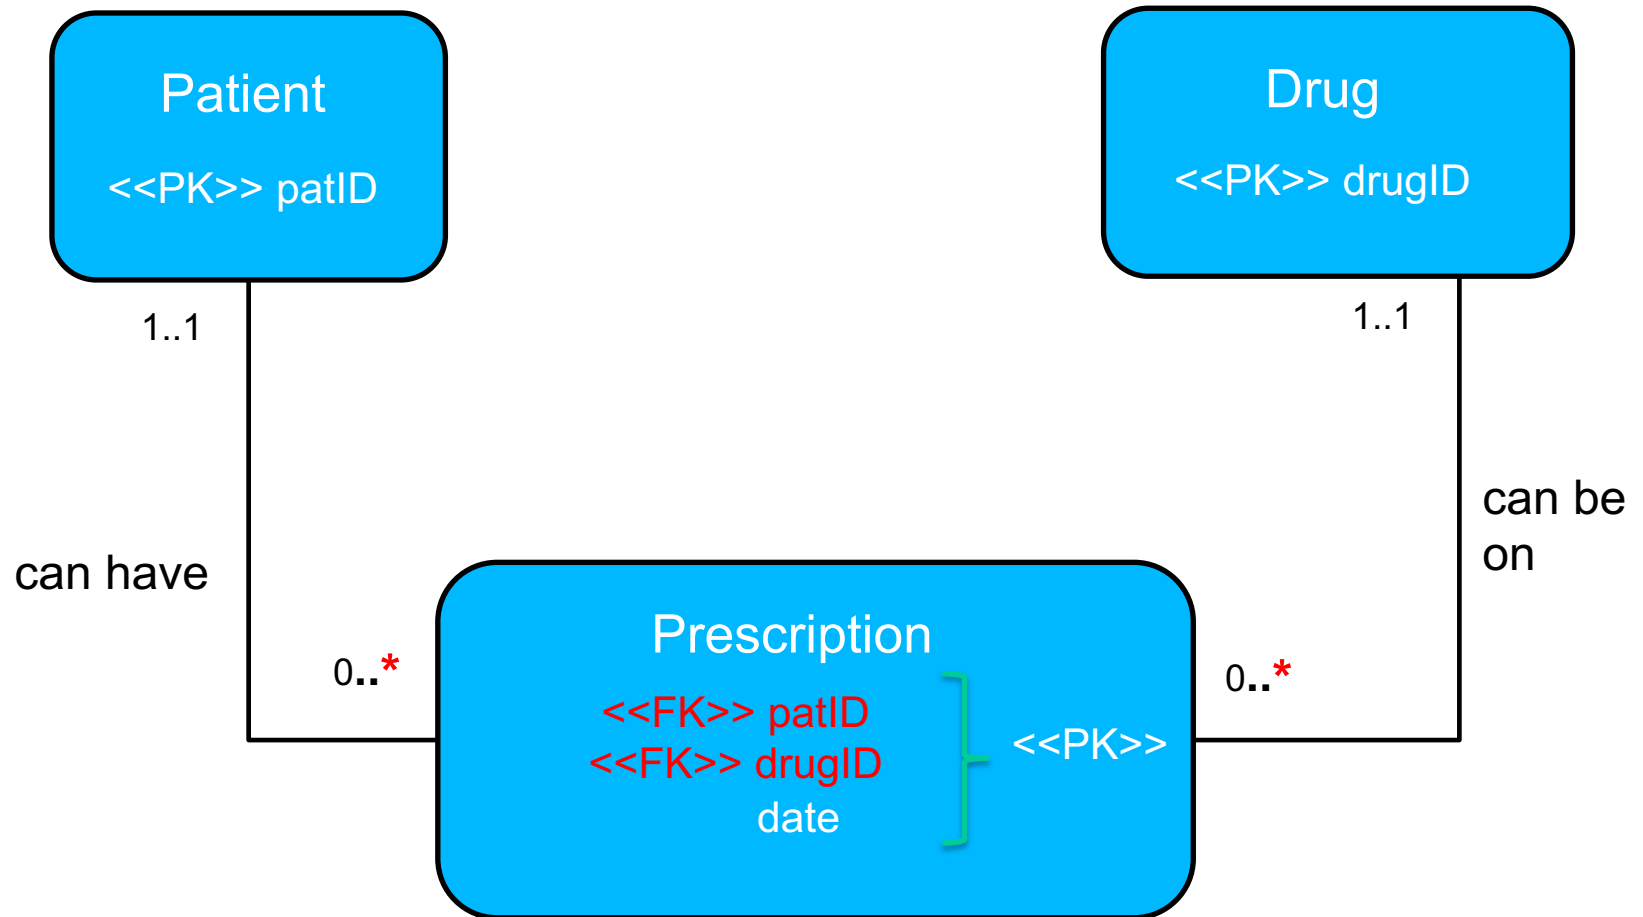 Patient
<<PK>> patID
Drug
<<PK>> drugID
1..1
1..1
can have
can be
on
0..*
0..*
Prescription
<<FK>> patID
<<FK>> drugID
date
<<PK>>